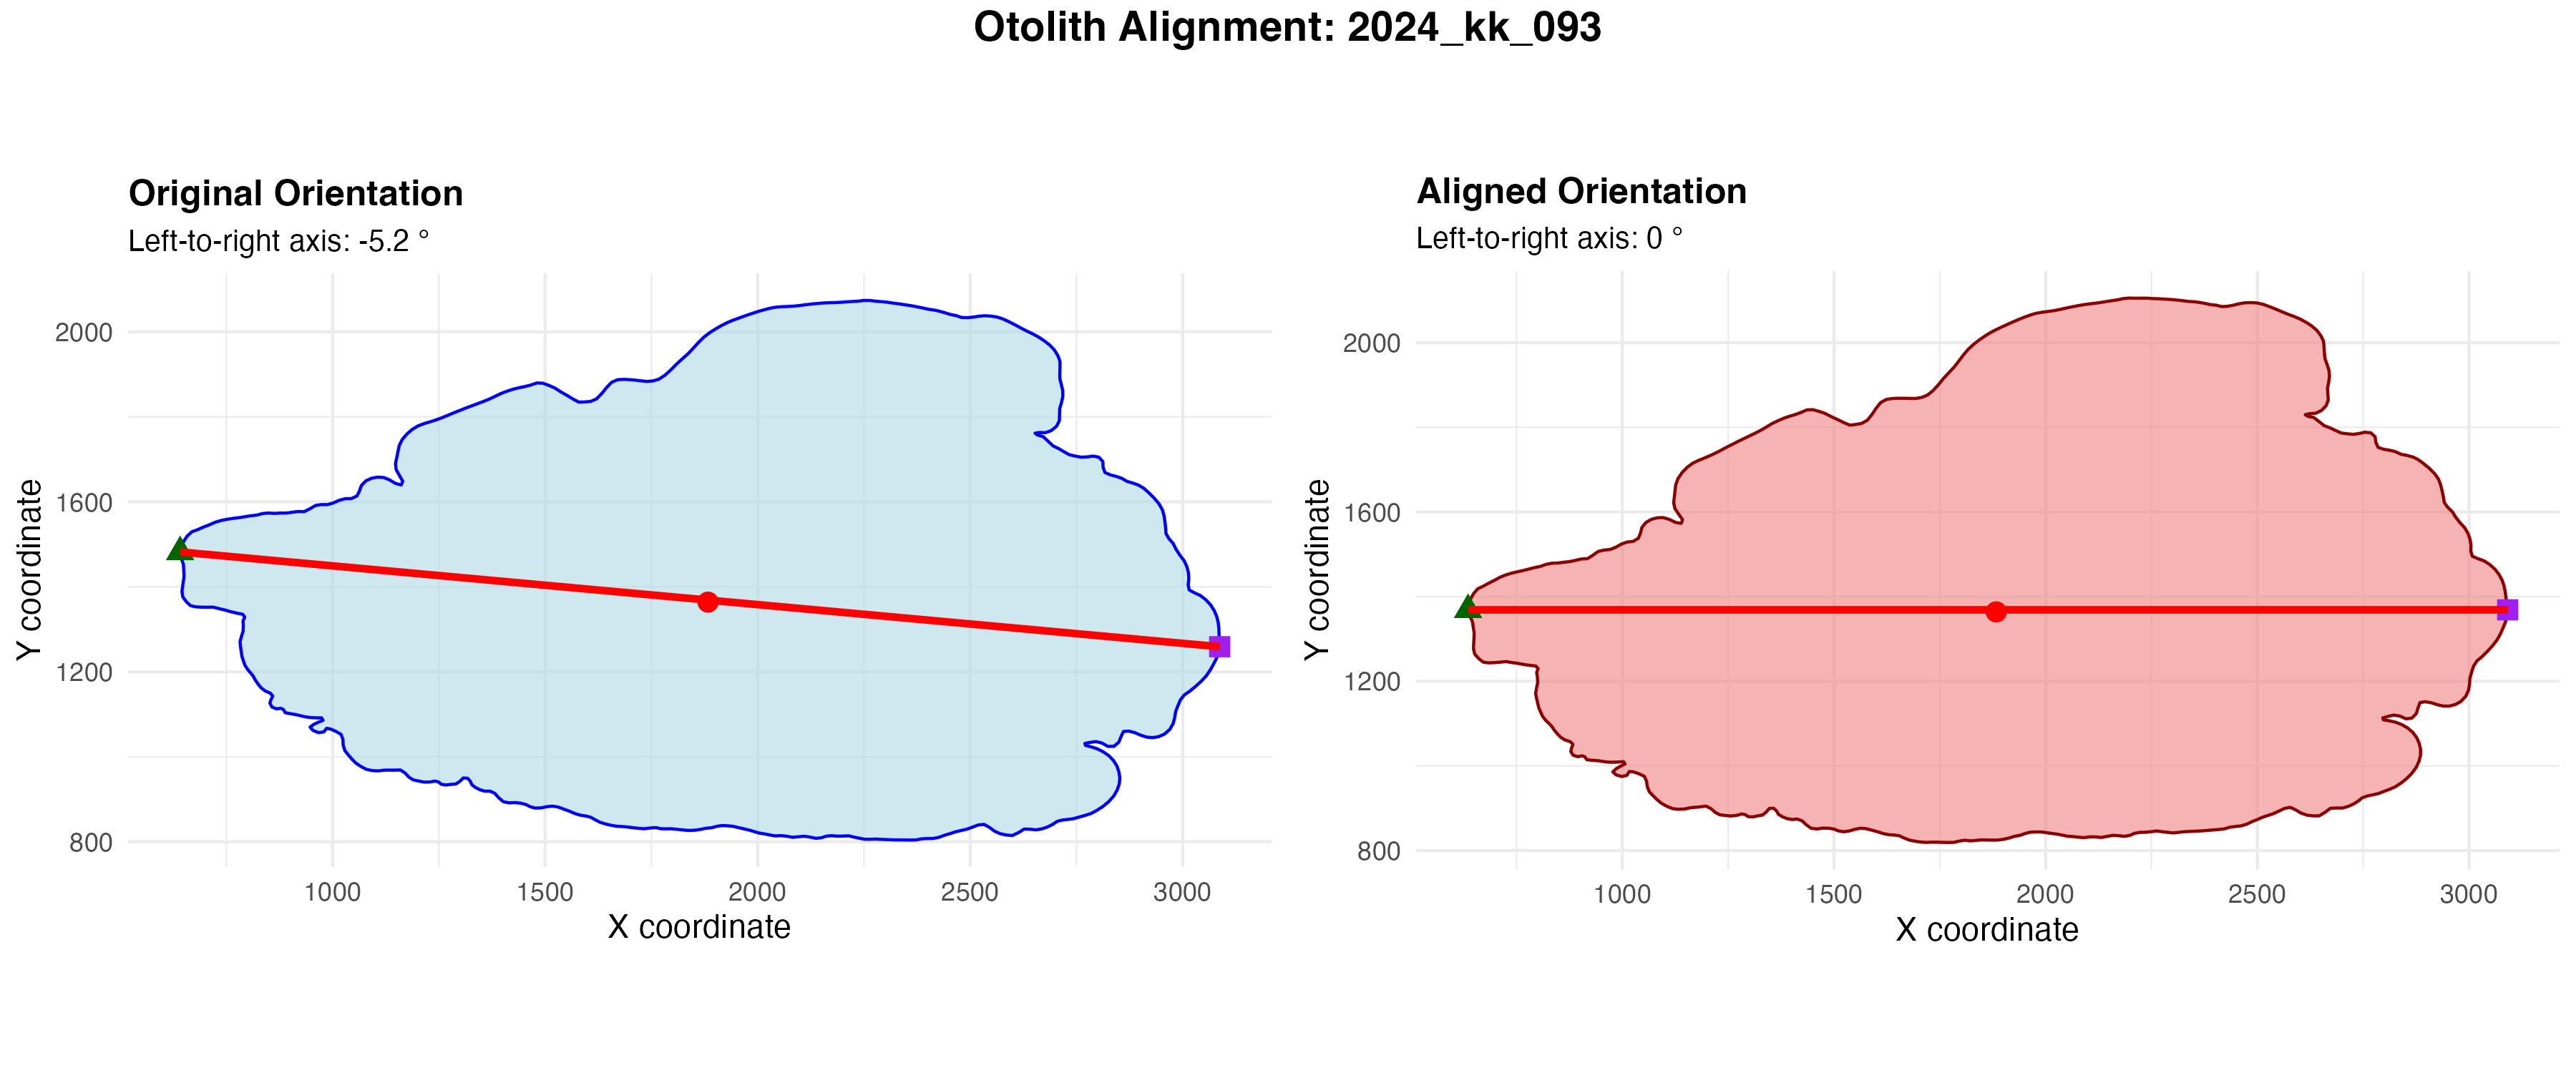 Otolith Alignment: 2024_kk_093
Original Orientation
Left-to-right axis: -5.2 °
Y coordinate
2000
1600
1200
800
1000 1500 2000 2500 3000
X coordinate
Aligned Orientation
Left-to-right axis: 0 °
Y coordinate
2000
1600
1200
800
1000 1500 2000 2500 3000
X coordinate